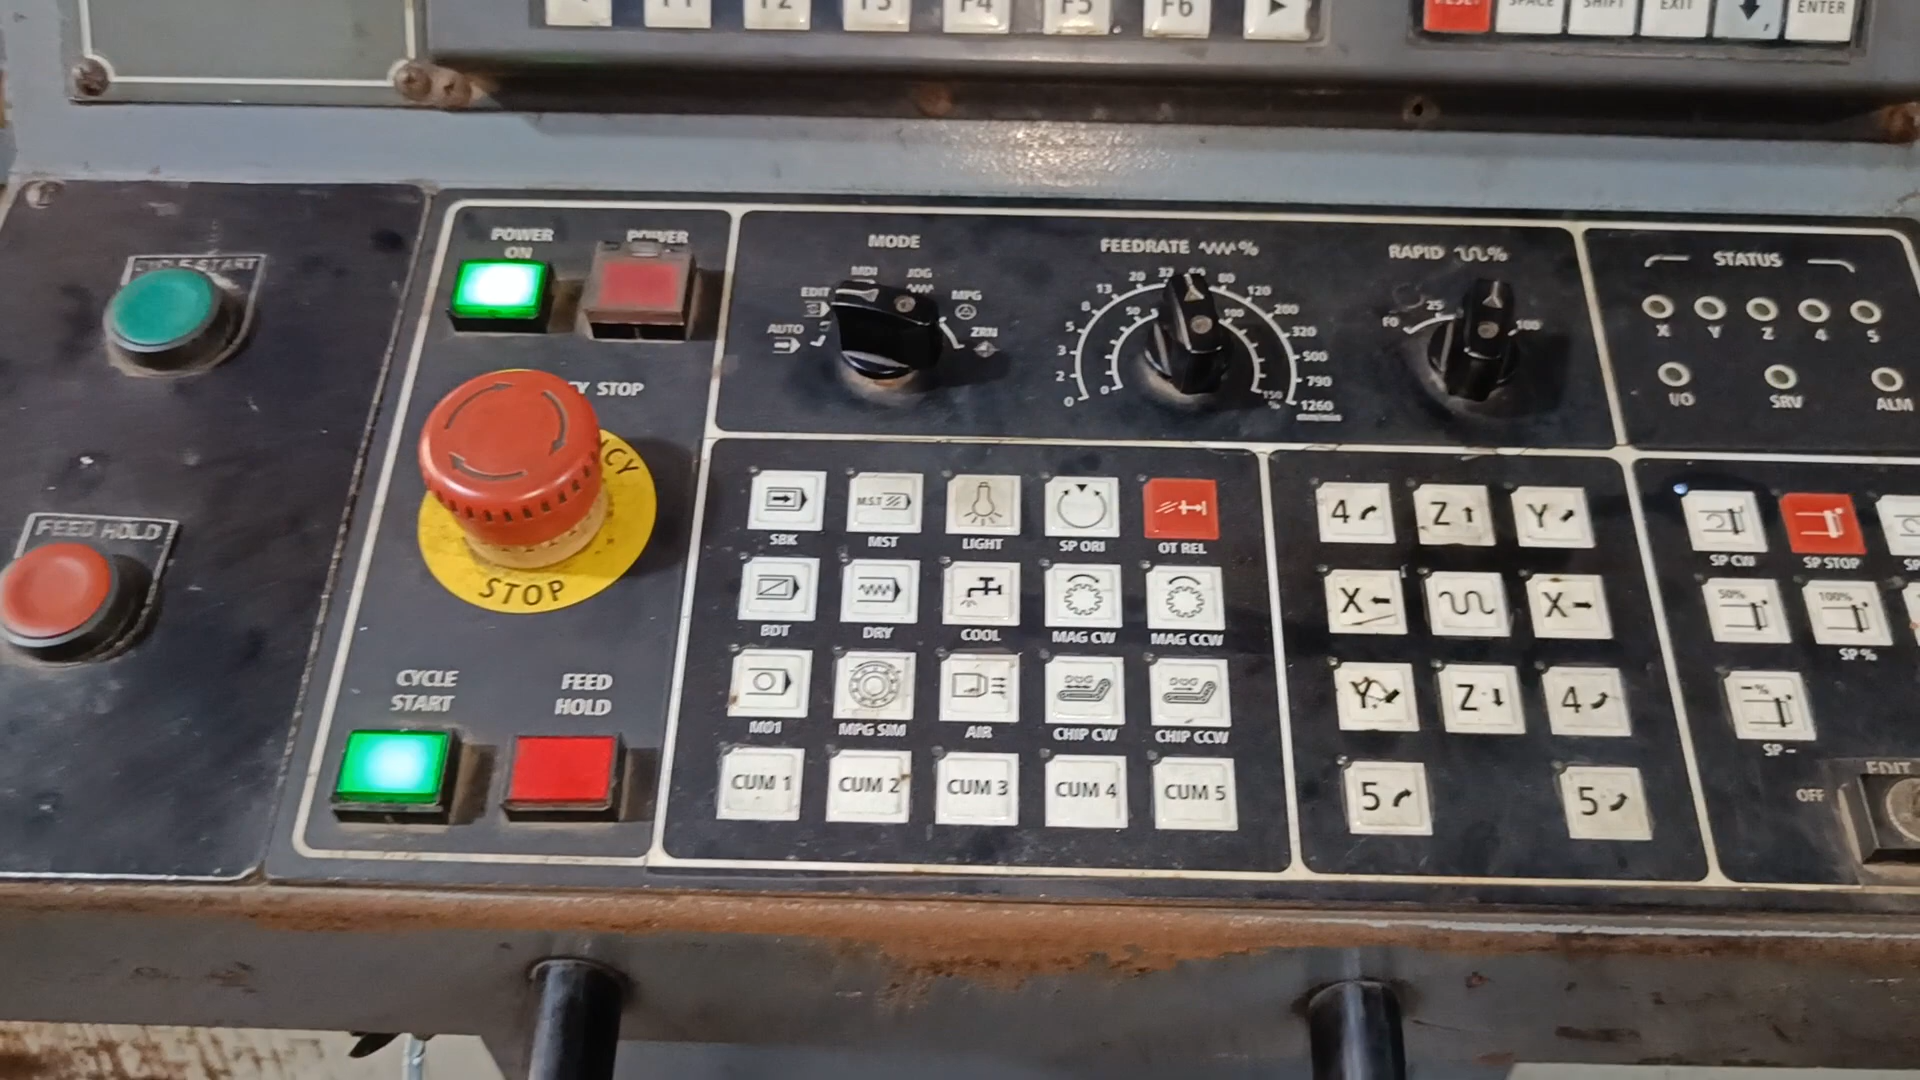 F1 F2 F3 F4 F5 F6
RESET SPACE SHIFT EXIT ENTER
CYCLE START
FEED HOLD
POWER
ON
POWER
CY STOP
CY
STOP
CYCLE
START
FEED
HOLD
MODE
AUTO
EDIT
MDI
JOG
MPG
ZRN
FEEDRATE %
0 2 3 5 8 13 20 32 80 120 200 320 500 790 1260
mm/min
0 50 100 150
%
RAPID %
F0 25 100
STATUS
X Y Z 4 5
I/O SRV ALM
M.S.T
SBK MST LIGHT SP ORI OT REL
BDT DRY COOL MAG CW MAG CCW
M01 MPG SIM AIR CHIP CW CHIP CCW
CUM 1 CUM 2 CUM 3 CUM 4 CUM 5
4 Z Y
X X
Y Z 4
5 5
SP CW SP STOP SP
50% 100%
SP %
-%
SP -
EDIT
OFF